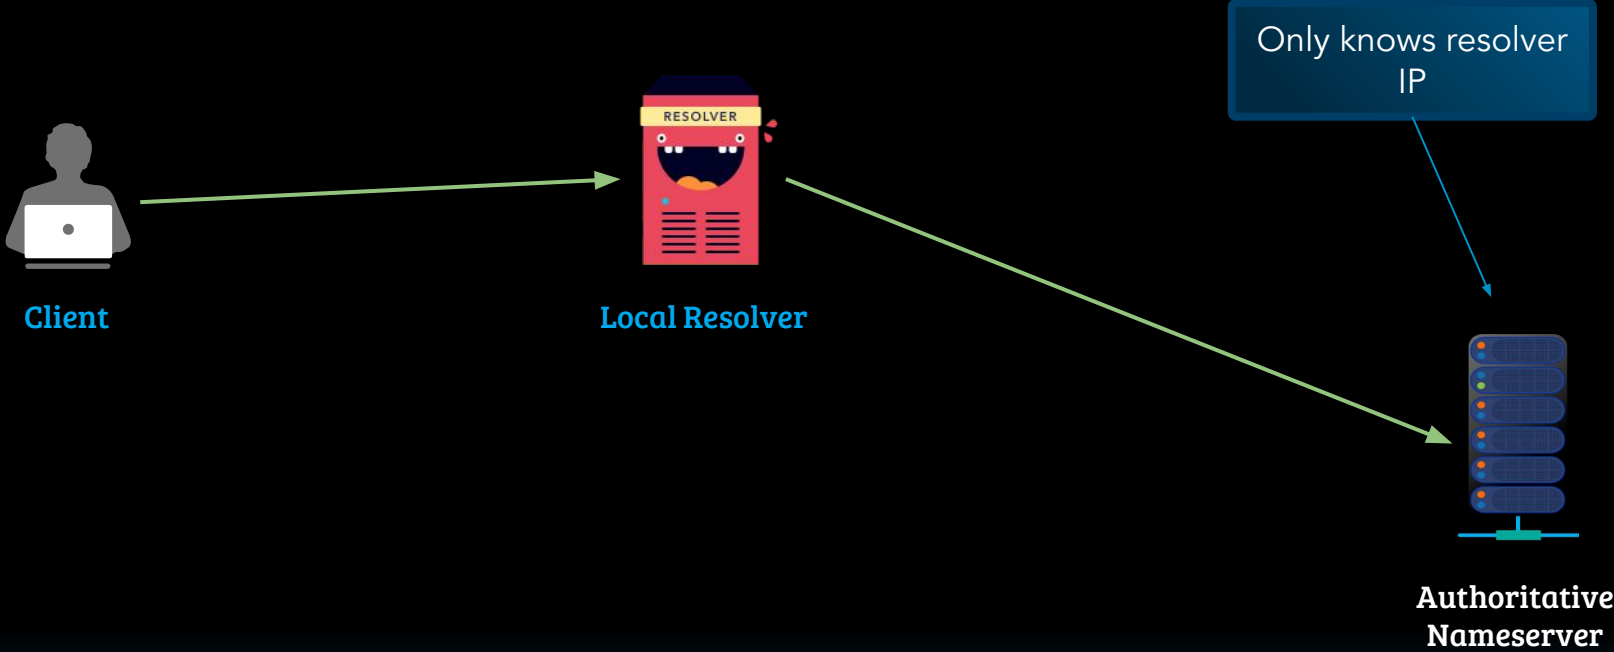 Only knows resolver
IP
RESOLVER
Client
Local Resolver
Authoritative
Nameserver